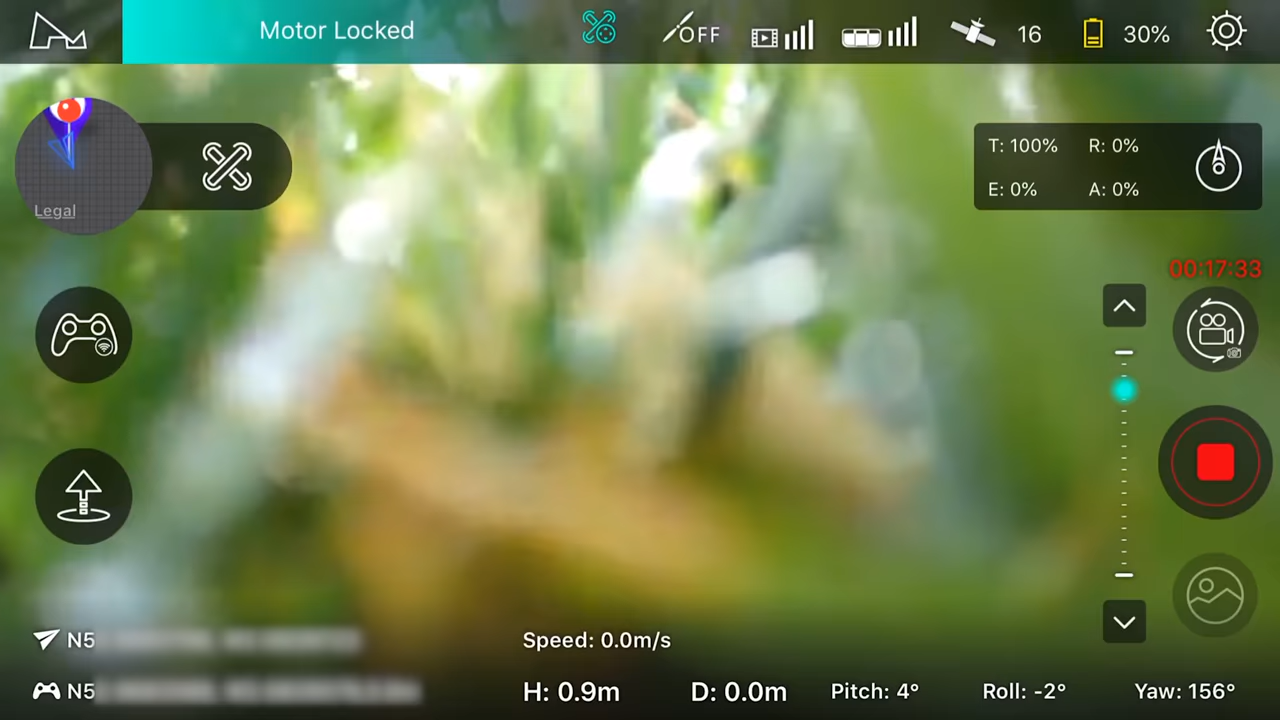 Motor Locked
OFF
16
30%
Legal
T: 100% R: 0%
E: 0% A: 0%
00:17:33
N5
Speed: 0.0m/s
N5
H: 0.9m D: 0.0m Pitch: 4° Roll: -2° Yaw: 156°